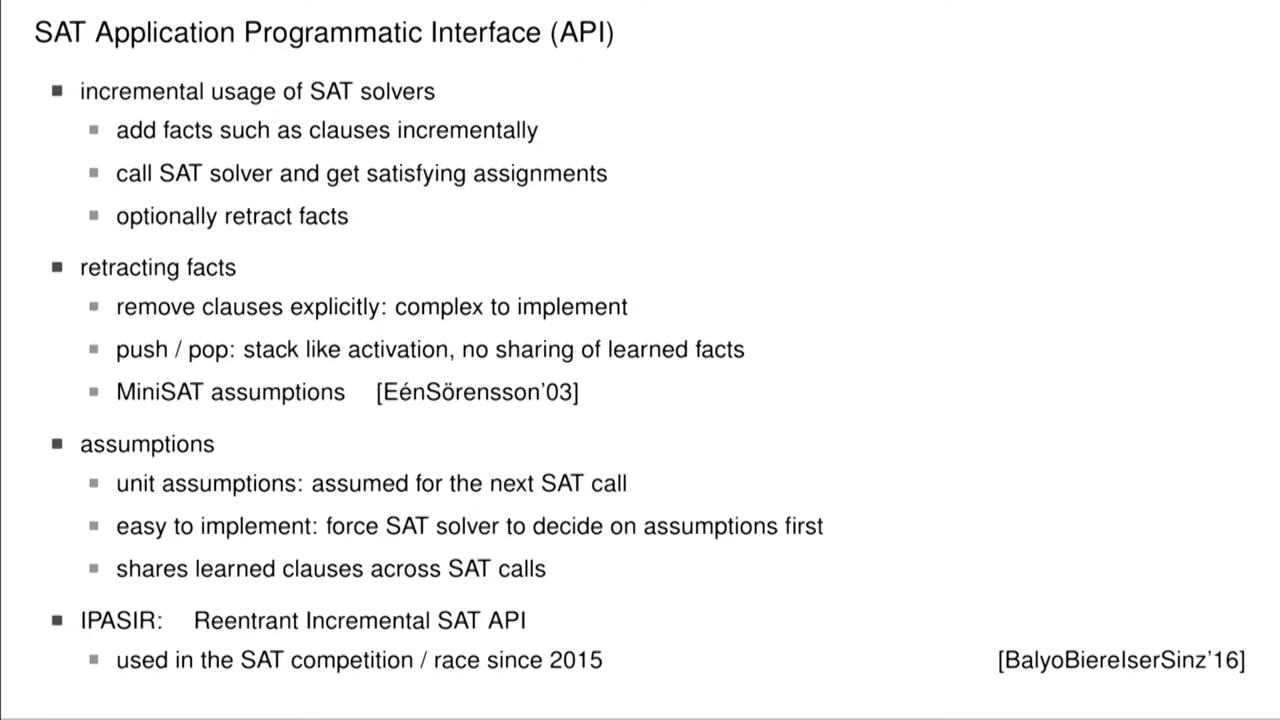 SAT Application Programmatic Interface (API)
incremental usage of SAT solvers
add facts such as clauses incrementally
call SAT solver and get satisfying assignments
optionally retract facts
retracting facts
remove clauses explicitly: complex to implement
push / pop: stack like activation, no sharing of learned facts
MiniSAT assumptions [EénSörensson’03]
assumptions
unit assumptions: assumed for the next SAT call
easy to implement: force SAT solver to decide on assumptions first
shares learned clauses across SAT calls
IPASIR: Reentrant Incremental SAT API
used in the SAT competition / race since 2015 [BalyoBiereIserSinz’16]